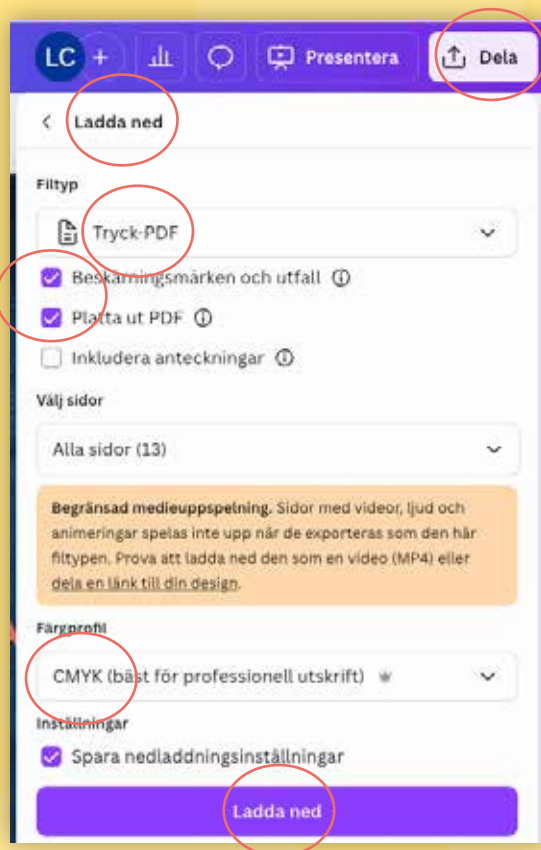 LC + Presentera Dela
Ladda ned
Filtyp
Tryck-PDF
Beskärningsmärken och utfall
Platta ut PDF
Inkludera anteckningar
Välj sidor
Alla sidor (13)
Begränsad medieuppspelning. Sidor med videor, ljud och
animeringar spelas inte upp när de exporteras som den här
filtypen. Prova att ladda ned den som en video (MP4) eller
dela en länk till din design.
Färgprofil
CMYK (bäst för professionell utskrift)
Inställningar
Spara nedladdningsinställningar
Ladda ned